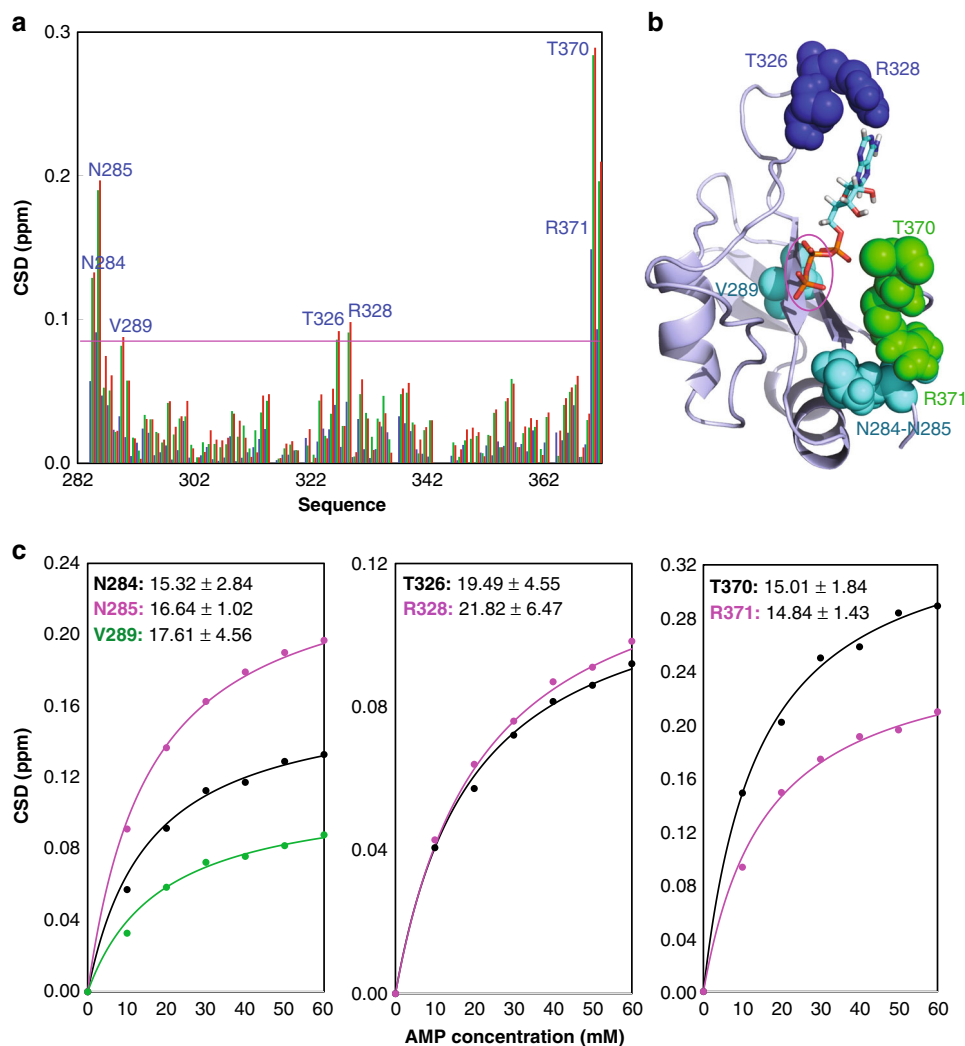 a
0.3
0.2
0.1
0.0
CSD (ppm)
N284
N285
V289
T326
R328
T370
R371
282
302
322
342
362
Sequence
b
T326
R328
T370
V289
R371
N284-N285
c
0.24
0.20
0.16
0.12
0.08
0.04
0.00
CSD (ppm)
N284: 15.32 ± 2.84
N285: 16.64 ± 1.02
V289: 17.61 ± 4.56
0 10 20 30 40 50 60
0.12
0.08
0.04
0.00
T326: 19.49 ± 4.55
R328: 21.82 ± 6.47
0 10 20 30 40 50 60
AMP concentration (mM)
0.32
0.28
0.24
0.20
0.16
0.12
0.08
0.04
0.00
T370: 15.01 ± 1.84
R371: 14.84 ± 1.43
0 10 20 30 40 50 60